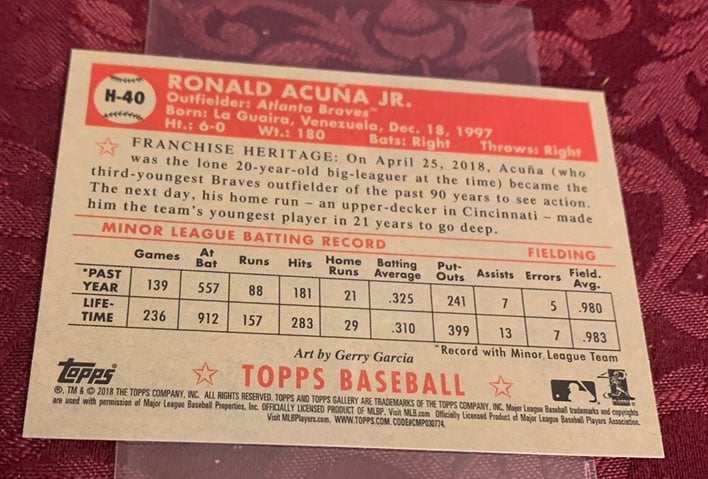 H-40
RONALD ACUÑA JR.
Outfielder: Atlanta Braves™
Born: La Guaira, Venezuela, Dec. 18, 1997
Ht.: 6-0 Wt.: 180 Bats: Right Throws: Right
FRANCHISE HERITAGE: On April 25, 2018, Acuña (who
was the lone 20-year-old big-leaguer at the time) became the
third-youngest Braves outfielder of the past 90 years to see action.
The next day, his home run – an upper-decker in Cincinnati – made
him the team's youngest player in 21 years to go deep.
MINOR LEAGUE BATTING RECORD FIELDING
Games At Bat Runs Hits Home Runs Batting Average Put-Outs Assists Errors Field. Avg.
*PAST YEAR 139 557 88 181 21 .325 241 7 5 .980
LIFE-TIME 236 912 157 283 29 .310 399 13 7 .983
*Record with Minor League Team
Art by Gerry Garcia
topps TOPPS BASEBALL
®, TM & © 2018 THE TOPPS COMPANY, INC. ALL RIGHTS RESERVED. TOPPS AND TOPPS GALLERY ARE TRADEMARKS OF THE TOPPS COMPANY, INC. Major League Baseball trademarks and copyrights
are used with permission of Major League Baseball Properties, Inc. OFFICIALLY LICENSED PRODUCT OF MLBP. Visit MLB.com Officially Licensed Product of Major League Baseball Players Association.
Visit MLBPlayers.com. WWW.TOPPS.COM. CODE#CMP030774.